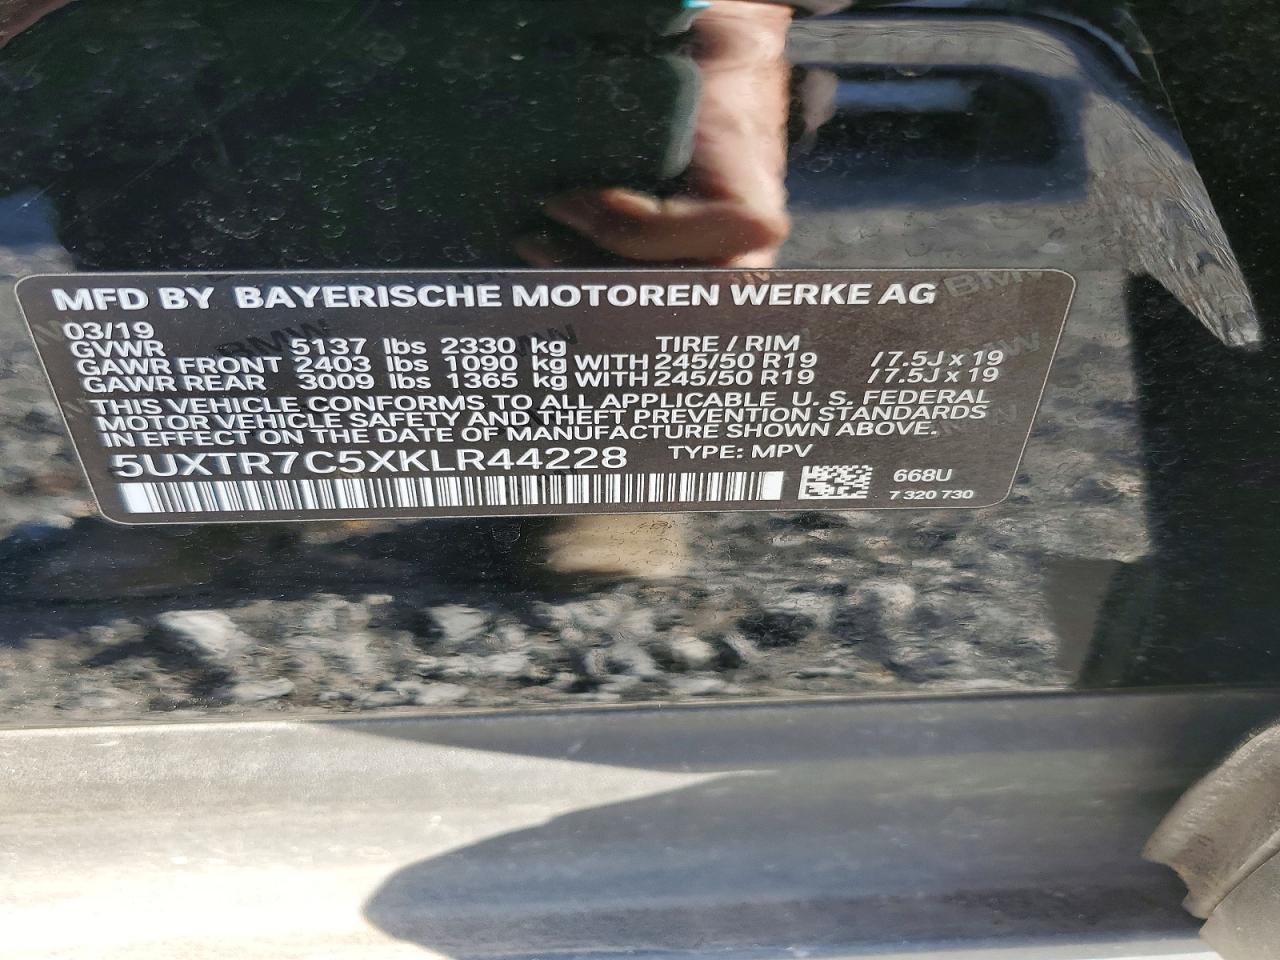 MFD BY BAYERISCHE MOTOREN WERKE AG
03/19
GVWR 5137 lbs 2330 kg TIRE / RIM
GAWR FRONT 2403 lbs 1090 kg WITH 245/50 R19 / 7.5J x 19
GAWR REAR 3009 lbs 1365 kg WITH 245/50 R19 / 7.5J x 19
THIS VEHICLE CONFORMS TO ALL APPLICABLE U. S. FEDERAL
MOTOR VEHICLE SAFETY AND THEFT PREVENTION STANDARDS
IN EFFECT ON THE DATE OF MANUFACTURE SHOWN ABOVE.
5UXTR7C5XKLR44228 TYPE: MPV
668U
7 320 730